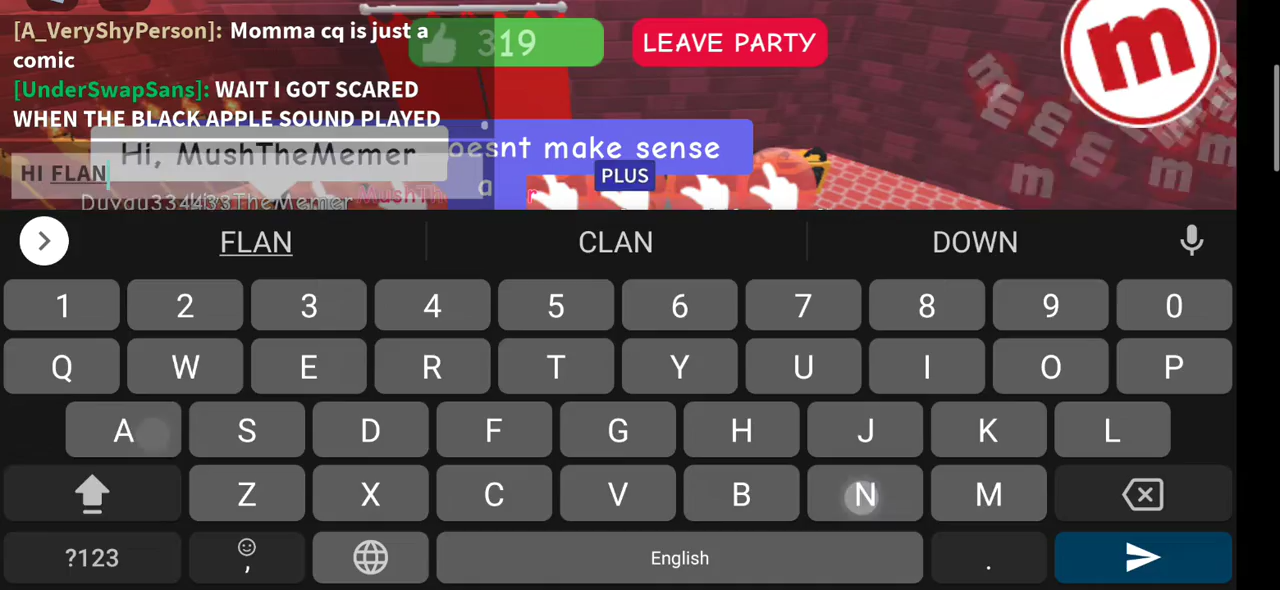 [A_VeryShyPerson]: Momma cq is just a
comic
[UnderSwapSans]: WAIT I GOT SCARED
WHEN THE BLACK APPLE SOUND PLAYED
HI FLAN
319
LEAVE PARTY
m
Hi, MushTheMemer
oesnt make sense
PLUS
FLAN CLAN DOWN
1 2 3 4 5 6 7 8 9 0
Q W E R T Y U I O P
A S D F G H J K L
Z X C V B N M
?123 , English .